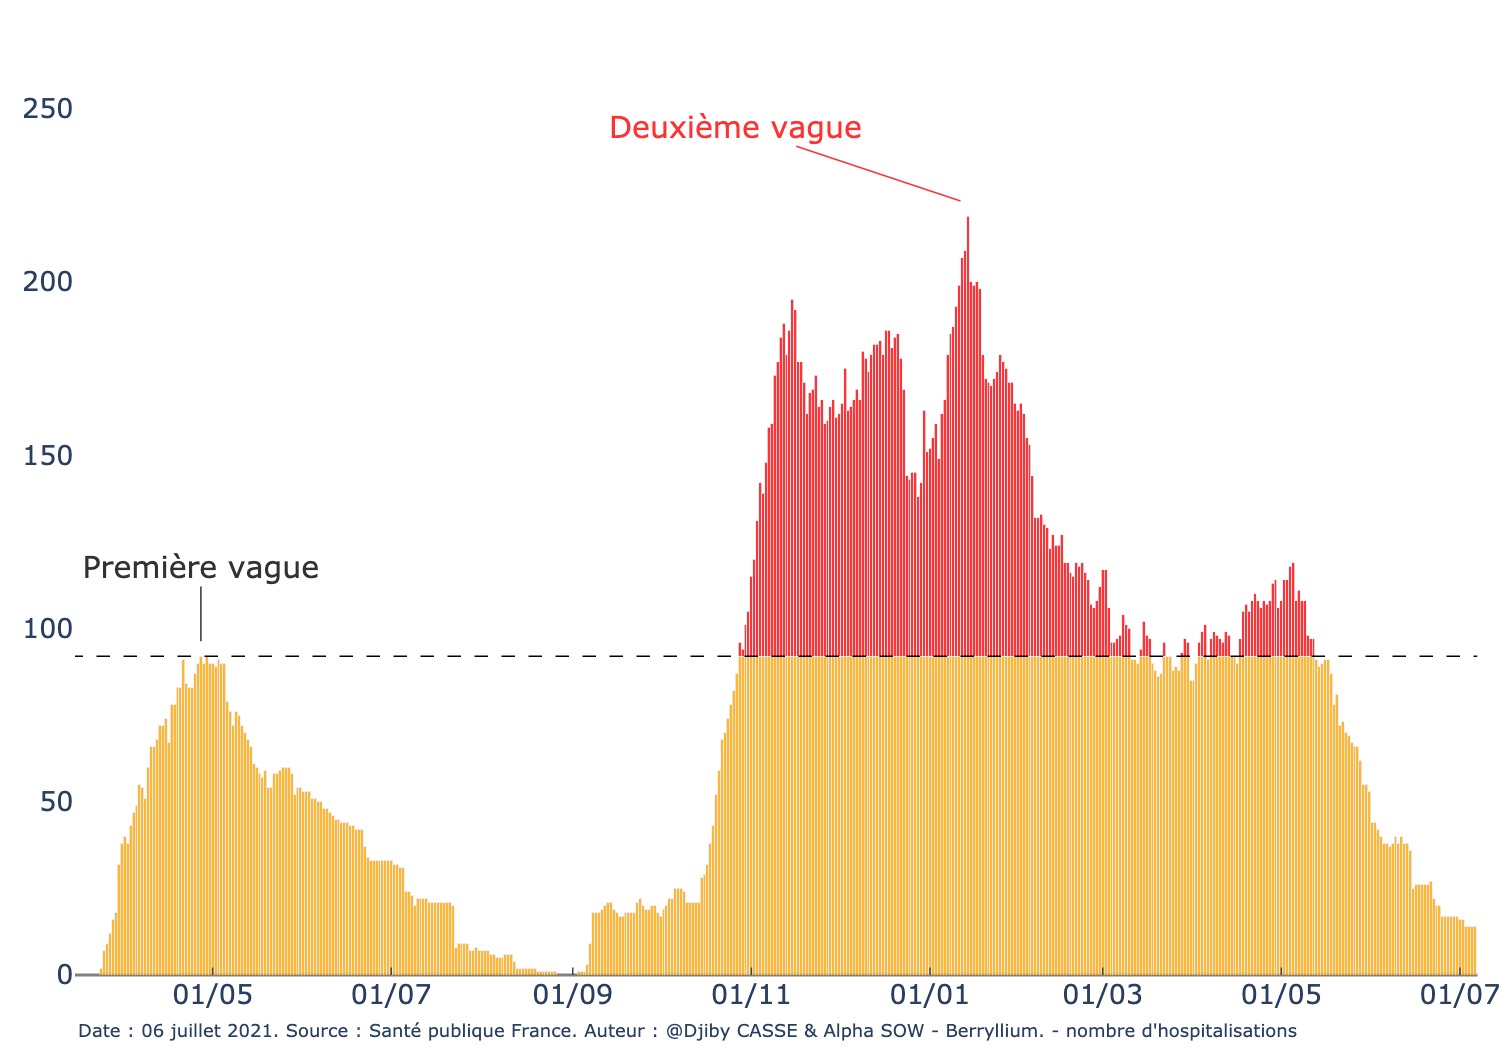 250
Deuxième vague
200
150
Première vague
100
50
0
01/05 01/07 01/09 01/11 01/01 01/03 01/05 01/07
Date : 06 juillet 2021. Source : Santé publique France. Auteur : @Djiby CASSE & Alpha SOW - Berryllium. - nombre d'hospitalisations